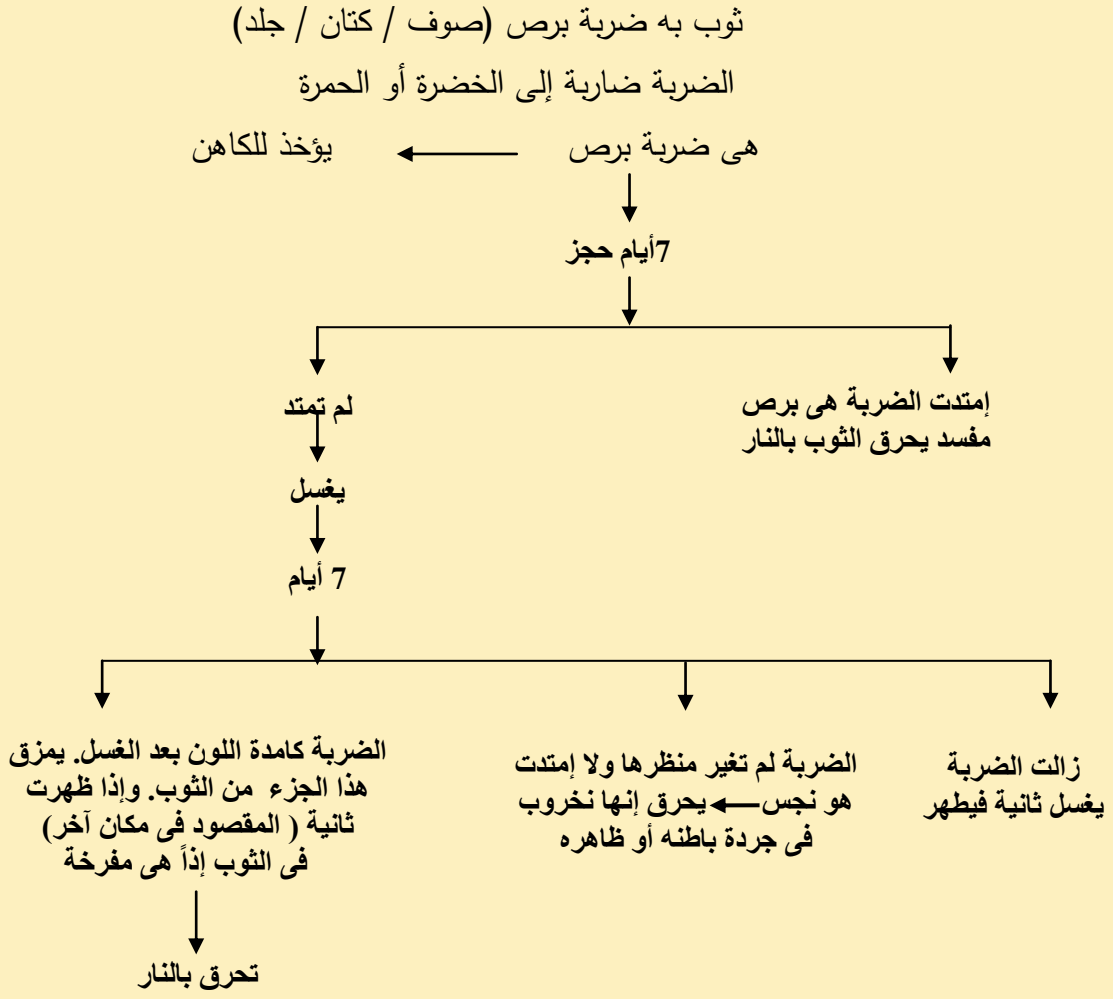 ثوب به ضربة برص (صوف / كتان / جلد)
الضربة ضاربة إلى الخضرة أو الحمرة
هى ضربة برص يؤخذ للكاهن
7أيام حجز
إمتدت الضربة هى برص
مفسد يحرق الثوب بالنار
لم تمتد
يغسل
7 أيام
زالت الضربة
يغسل ثانية فيطهر
الضربة لم تغير منظرها ولا إمتدت
هو نجس يحرق إنها نخروب
فى جردة باطنه أو ظاهره
الضربة كامدة اللون بعد الغسل. يمزق
هذا الجزء من الثوب. وإذا ظهرت
ثانية ( المقصود فى مكان آخر)
فى الثوب إذاً هى مفرخة
تحرق بالنار